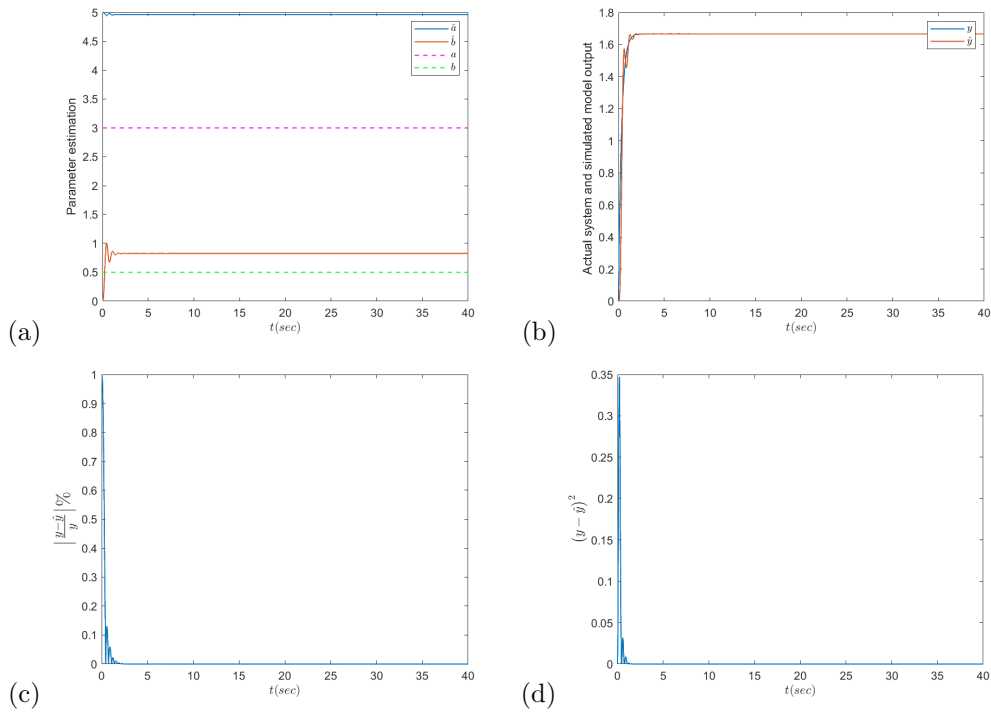 Parameter estimation
5
4.5
4
3.5
3
2.5
2
1.5
1
0.5
0
0 5 10 15 20 25 30 35 40
t(sec)
â
b̂
a
b
(a)
Actual system and simulated model output
1.8
1.6
1.4
1.2
1
0.8
0.6
0.4
0.2
0
0 5 10 15 20 25 30 35 40
t(sec)
y
ŷ
(b)
|y−ŷ/y|%
1
0.9
0.8
0.7
0.6
0.5
0.4
0.3
0.2
0.1
0
0 5 10 15 20 25 30 35 40
t(sec)
(c)
(y − ŷ)²
0.35
0.3
0.25
0.2
0.15
0.1
0.05
0
0 5 10 15 20 25 30 35 40
t(sec)
(d)